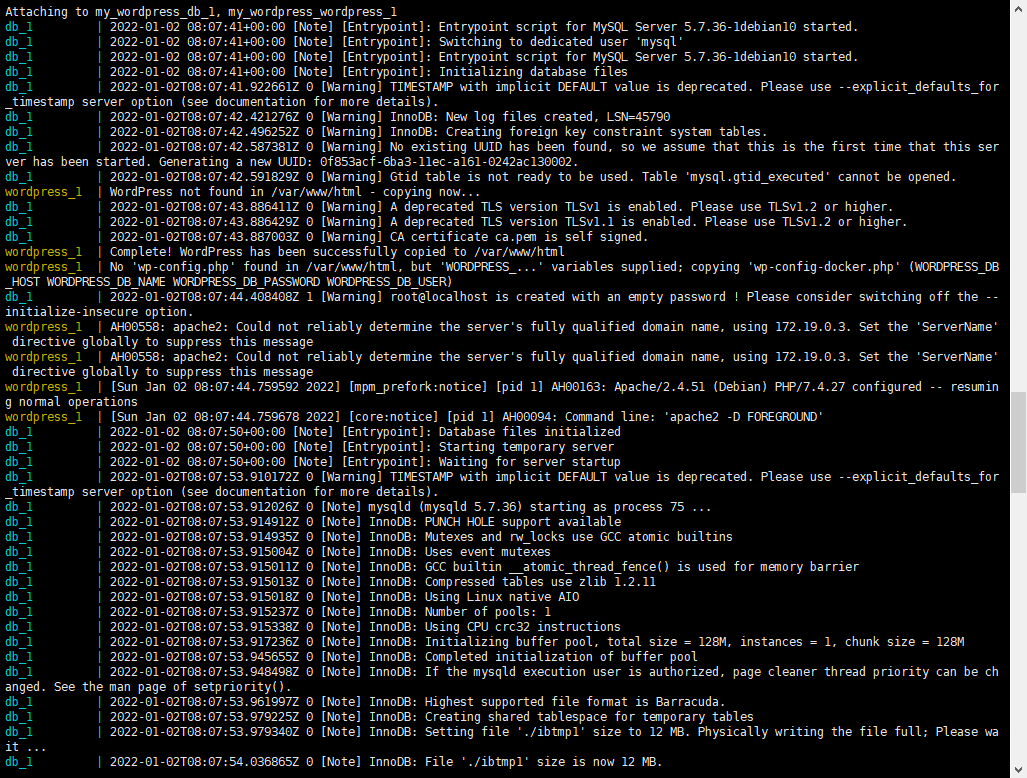 Attaching to my_wordpress_db_1, my_wordpress_wordpress_1
db_1         | 2022-01-02 08:07:41+00:00 [Note] [Entrypoint]: Entrypoint script for MySQL Server 5.7.36-1debian10 started.
db_1         | 2022-01-02 08:07:41+00:00 [Note] [Entrypoint]: Switching to dedicated user 'mysql'
db_1         | 2022-01-02 08:07:41+00:00 [Note] [Entrypoint]: Entrypoint script for MySQL Server 5.7.36-1debian10 started.
db_1         | 2022-01-02 08:07:41+00:00 [Note] [Entrypoint]: Initializing database files
db_1         | 2022-01-02T08:07:41.922661Z 0 [Warning] TIMESTAMP with implicit DEFAULT value is deprecated. Please use --explicit_defaults_for
_timestamp server option (see documentation for more details).
db_1         | 2022-01-02T08:07:42.421276Z 0 [Warning] InnoDB: New log files created, LSN=45790
db_1         | 2022-01-02T08:07:42.496252Z 0 [Warning] InnoDB: Creating foreign key constraint system tables.
db_1         | 2022-01-02T08:07:42.587381Z 0 [Warning] No existing UUID has been found, so we assume that this is the first time that this ser
ver has been started. Generating a new UUID: 0f853acf-6ba3-11ec-a161-0242ac130002.
db_1         | 2022-01-02T08:07:42.591829Z 0 [Warning] Gtid table is not ready to be used. Table 'mysql.gtid_executed' cannot be opened.
wordpress_1  | WordPress not found in /var/www/html - copying now...
db_1         | 2022-01-02T08:07:43.886411Z 0 [Warning] A deprecated TLS version TLSv1 is enabled. Please use TLSv1.2 or higher.
db_1         | 2022-01-02T08:07:43.886429Z 0 [Warning] A deprecated TLS version TLSv1.1 is enabled. Please use TLSv1.2 or higher.
db_1         | 2022-01-02T08:07:43.887003Z 0 [Warning] CA certificate ca.pem is self signed.
wordpress_1  | Complete! WordPress has been successfully copied to /var/www/html
wordpress_1  | No 'wp-config.php' found in /var/www/html, but 'WORDPRESS_...' variables supplied; copying 'wp-config-docker.php' (WORDPRESS_DB
_HOST WORDPRESS_DB_NAME WORDPRESS_DB_PASSWORD WORDPRESS_DB_USER)
db_1         | 2022-01-02T08:07:44.408408Z 1 [Warning] root@localhost is created with an empty password ! Please consider switching off the --
initialize-insecure option.
wordpress_1  | AH00558: apache2: Could not reliably determine the server's fully qualified domain name, using 172.19.0.3. Set the 'ServerName'
 directive globally to suppress this message
wordpress_1  | AH00558: apache2: Could not reliably determine the server's fully qualified domain name, using 172.19.0.3. Set the 'ServerName'
 directive globally to suppress this message
wordpress_1  | [Sun Jan 02 08:07:44.759592 2022] [mpm_prefork:notice] [pid 1] AH00163: Apache/2.4.51 (Debian) PHP/7.4.27 configured -- resumin
g normal operations
wordpress_1  | [Sun Jan 02 08:07:44.759678 2022] [core:notice] [pid 1] AH00094: Command line: 'apache2 -D FOREGROUND'
db_1         | 2022-01-02 08:07:50+00:00 [Note] [Entrypoint]: Database files initialized
db_1         | 2022-01-02 08:07:50+00:00 [Note] [Entrypoint]: Starting temporary server
db_1         | 2022-01-02 08:07:50+00:00 [Note] [Entrypoint]: Waiting for server startup
db_1         | 2022-01-02T08:07:53.910172Z 0 [Warning] TIMESTAMP with implicit DEFAULT value is deprecated. Please use --explicit_defaults_for
_timestamp server option (see documentation for more details).
db_1         | 2022-01-02T08:07:53.912026Z 0 [Note] mysqld (mysqld 5.7.36) starting as process 75 ...
db_1         | 2022-01-02T08:07:53.914912Z 0 [Note] InnoDB: PUNCH HOLE support available
db_1         | 2022-01-02T08:07:53.914935Z 0 [Note] InnoDB: Mutexes and rw_locks use GCC atomic builtins
db_1         | 2022-01-02T08:07:53.915004Z 0 [Note] InnoDB: Uses event mutexes
db_1         | 2022-01-02T08:07:53.915011Z 0 [Note] InnoDB: GCC builtin __atomic_thread_fence() is used for memory barrier
db_1         | 2022-01-02T08:07:53.915013Z 0 [Note] InnoDB: Compressed tables use zlib 1.2.11
db_1         | 2022-01-02T08:07:53.915018Z 0 [Note] InnoDB: Using Linux native AIO
db_1         | 2022-01-02T08:07:53.915237Z 0 [Note] InnoDB: Number of pools: 1
db_1         | 2022-01-02T08:07:53.915338Z 0 [Note] InnoDB: Using CPU crc32 instructions
db_1         | 2022-01-02T08:07:53.917236Z 0 [Note] InnoDB: Initializing buffer pool, total size = 128M, instances = 1, chunk size = 128M
db_1         | 2022-01-02T08:07:53.945655Z 0 [Note] InnoDB: Completed initialization of buffer pool
db_1         | 2022-01-02T08:07:53.948498Z 0 [Note] InnoDB: If the mysqld execution user is authorized, page cleaner thread priority can be ch
anged. See the man page of setpriority().
db_1         | 2022-01-02T08:07:53.961997Z 0 [Note] InnoDB: Highest supported file format is Barracuda.
db_1         | 2022-01-02T08:07:53.979225Z 0 [Note] InnoDB: Creating shared tablespace for temporary tables
db_1         | 2022-01-02T08:07:53.979340Z 0 [Note] InnoDB: Setting file './ibtmp1' size to 12 MB. Physically writing the file full; Please wa
it ...
db_1         | 2022-01-02T08:07:54.036865Z 0 [Note] InnoDB: File './ibtmp1' size is now 12 MB.